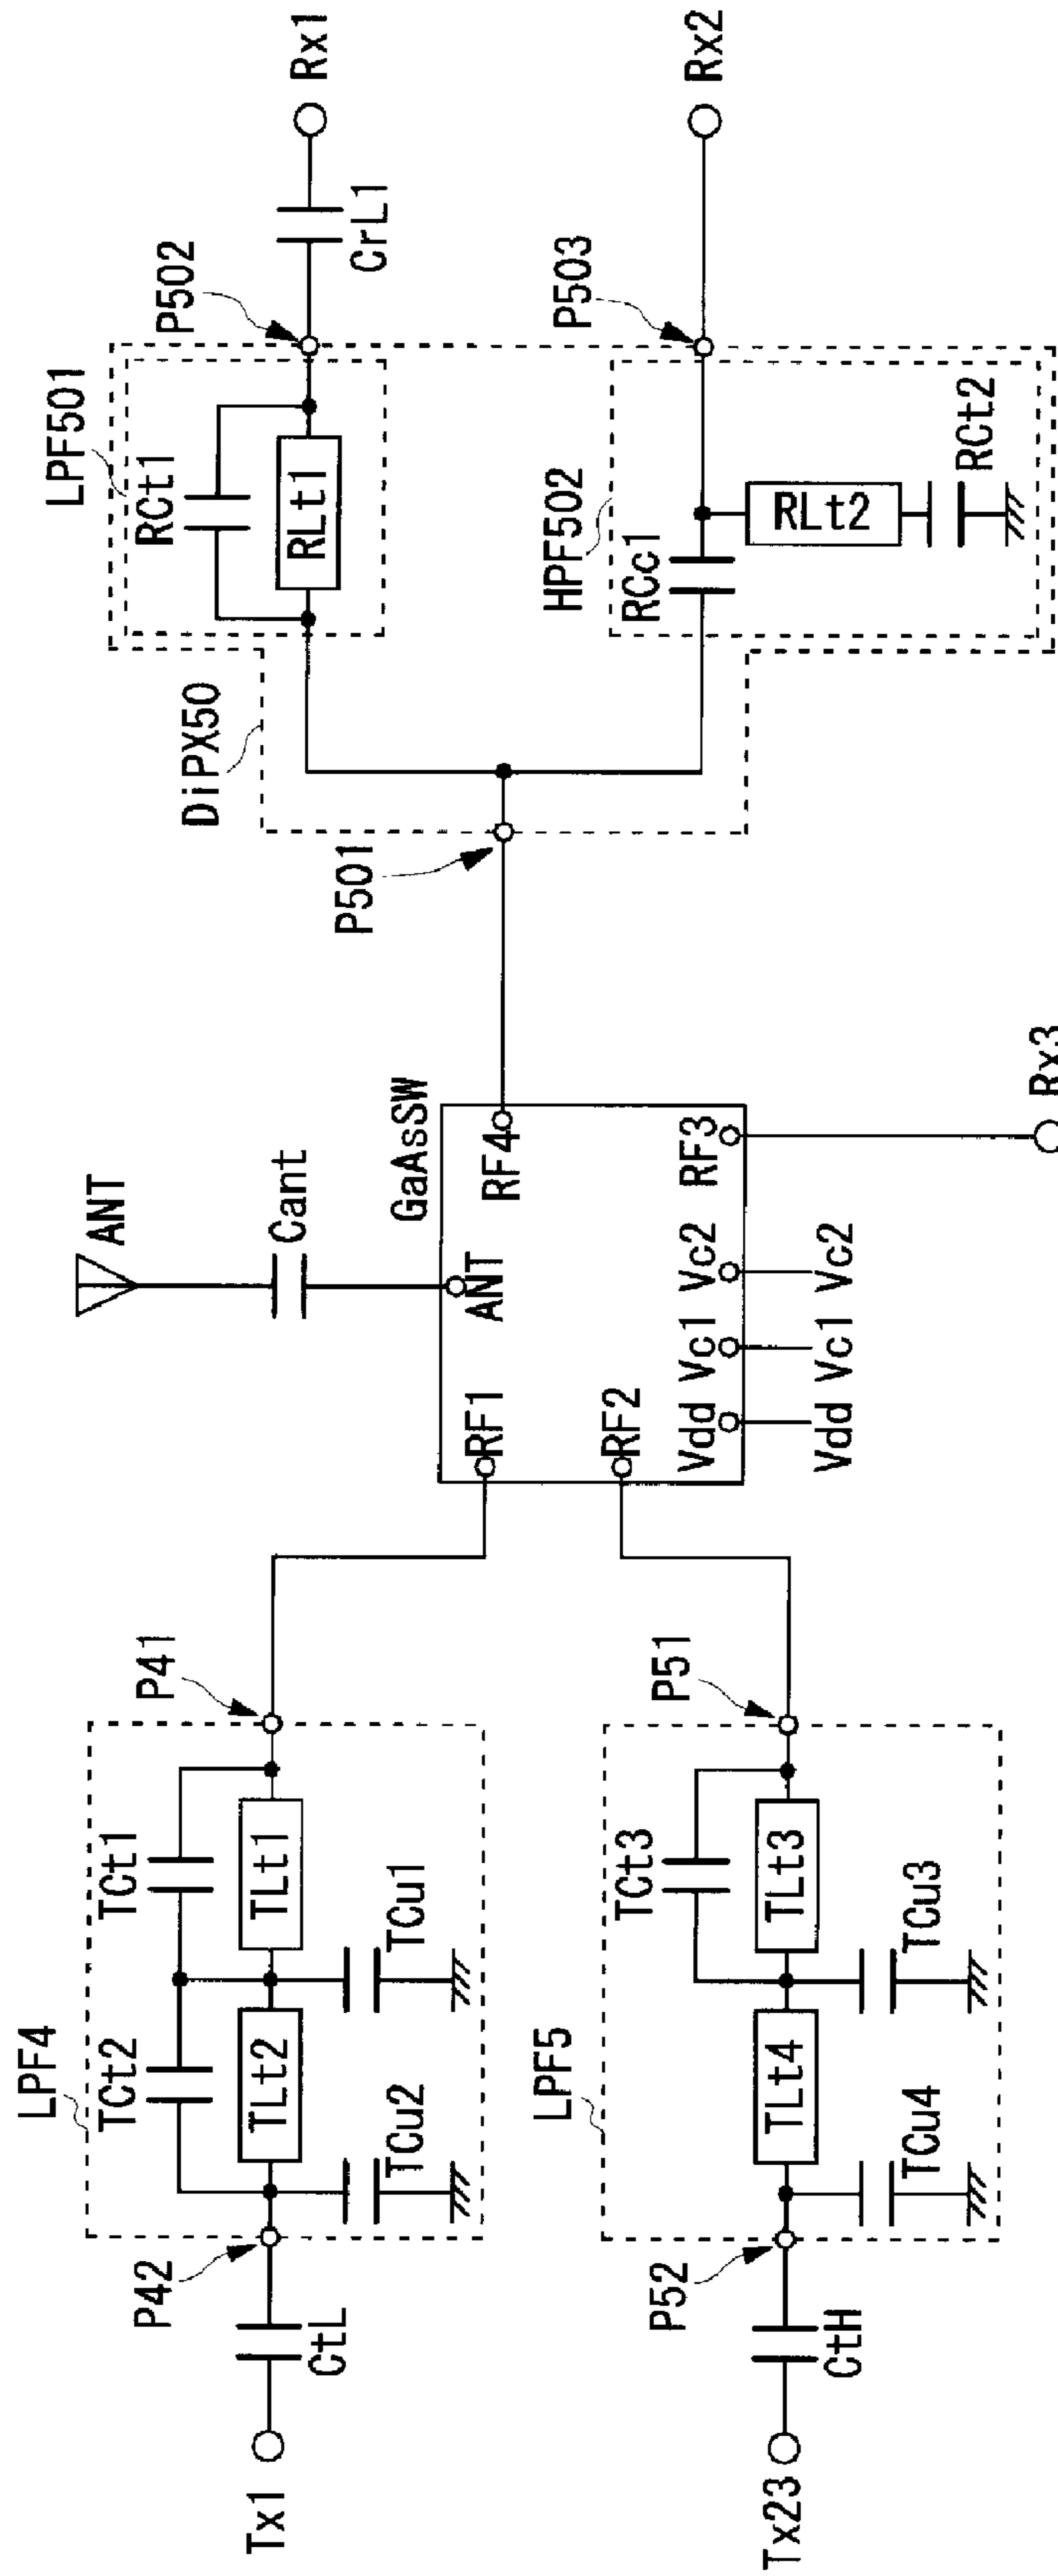 ANT
Cant
GaAsSW
ANT
RF1
RF2
RF4
RF3
Vdd
Vc1
Vc2
Vdd
Vc1
Vc2
Tx1
CtL
P42
LPF4
TCt2
TCt1
TLt2
TLt1
TCu2
TCu1
P41
Tx23
CtH
P52
LPF5
TCt3
TLt4
TLt3
TCu4
TCu3
P51
P501
DiPX50
LPF501
RCt1
RLt1
P502
CrL1
Rx1
HPF502
RCc1
RLt2
RCt2
P503
Rx2
Rx3